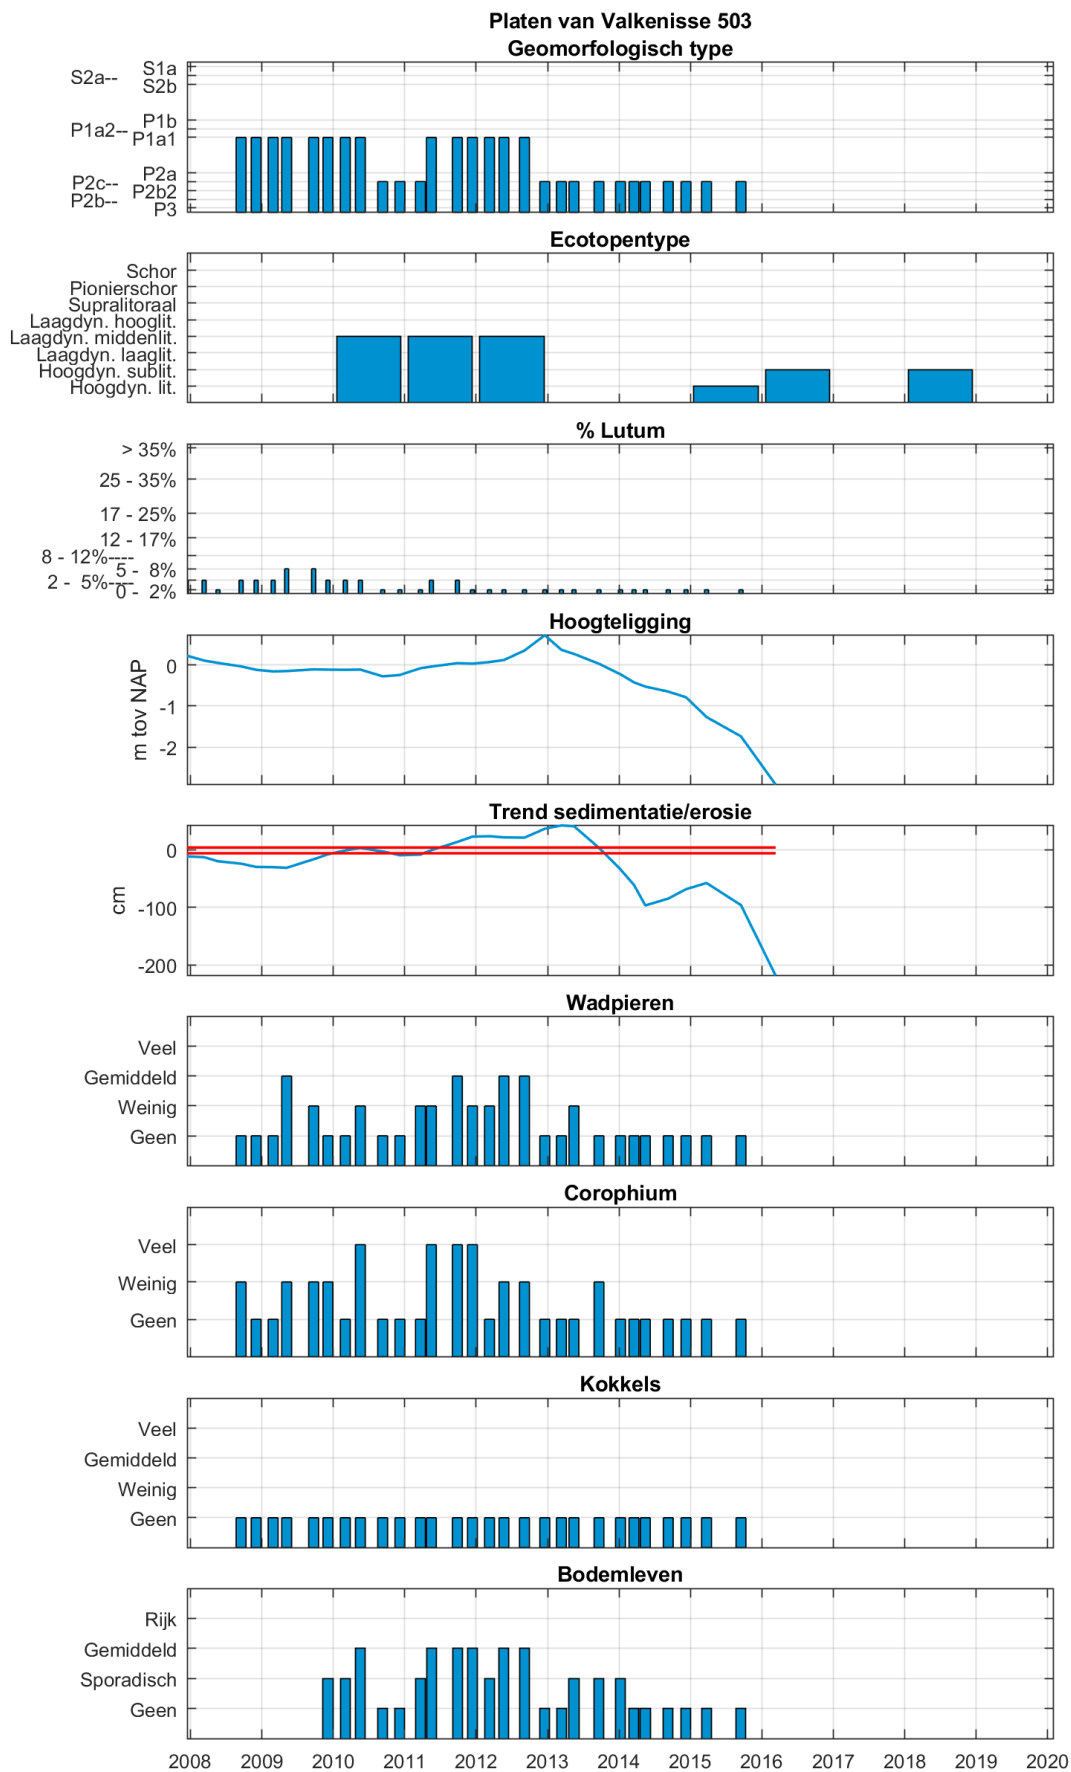 Platen van Valkenisse 503
Geomorfologisch type
S1a
S2a--
S2b
P1b
P1a2--
P1a1
P2a
P2c--
P2b2
P2b--
P3
Ecotopentype
Schor
Pionierschor
Supralitoraal
Laagdyn. hooglit.
Laagdyn. middenlit.
Laagdyn. laaglit.
Hoogdyn. sublit.
Hoogdyn. lit.
% Lutum
> 35%
25 - 35%
17 - 25%
12 - 17%
8 - 12%----
5 - 8%
2 - 5%----
0 - 2%
Hoogteligging
m tov NAP
0
-1
-2
Trend sedimentatie/erosie
cm
0
-100
-200
Wadpieren
Veel
Gemiddeld
Weinig
Geen
Corophium
Veel
Weinig
Geen
Kokkels
Veel
Gemiddeld
Weinig
Geen
Bodemleven
Rijk
Gemiddeld
Sporadisch
Geen
2008 2009 2010 2011 2012 2013 2014 2015 2016 2017 2018 2019 2020